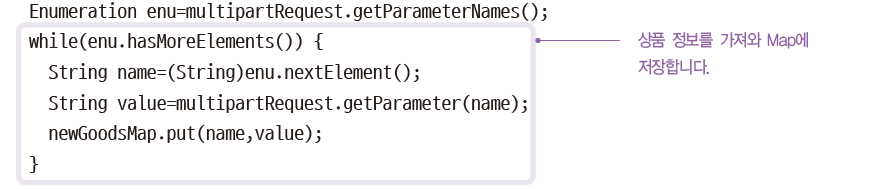 Enumeration enu=multipartRequest.getParameterNames();
while(enu.hasMoreElements()) {
  String name=(String)enu.nextElement();
  String value=multipartRequest.getParameter(name);
  newGoodsMap.put(name,value);
}
상품 정보를 가져와 Map에
저장합니다.